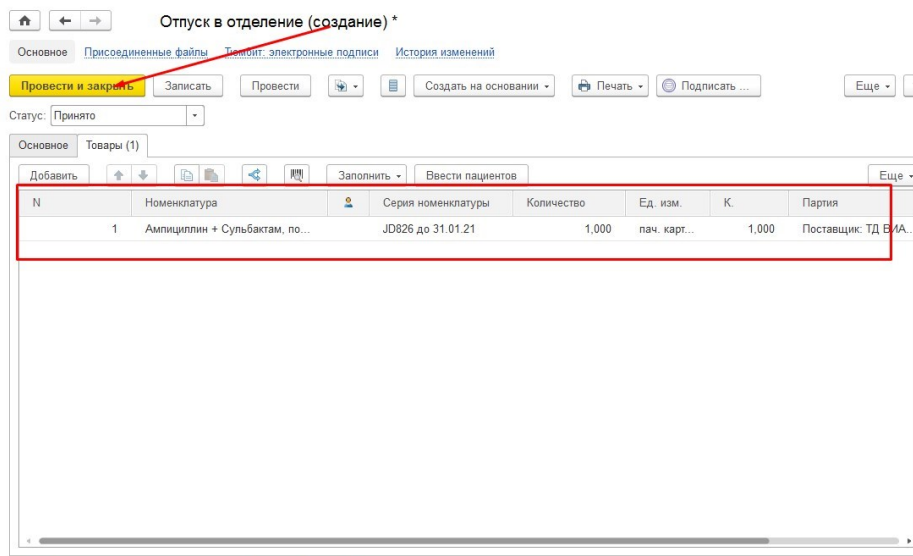 Отпуск в отделение (создание) *
Основное Присоединенные файлы Тюмбит: электронные подписи История изменений
Провести и закрыть Записать Провести Создать на основании Печать Подписать ... Еще
Статус: Принято
Основное Товары (1)
Добавить Заполнить Ввести пациентов Еще
N Номенклатура Серия номенклатуры Количество Ед. изм. К. Партия
1 Ампициллин + Сульбактам, по... JD826 до 31.01.21 1,000 пач. карт... 1,000 Поставщик: ТД ВИА...